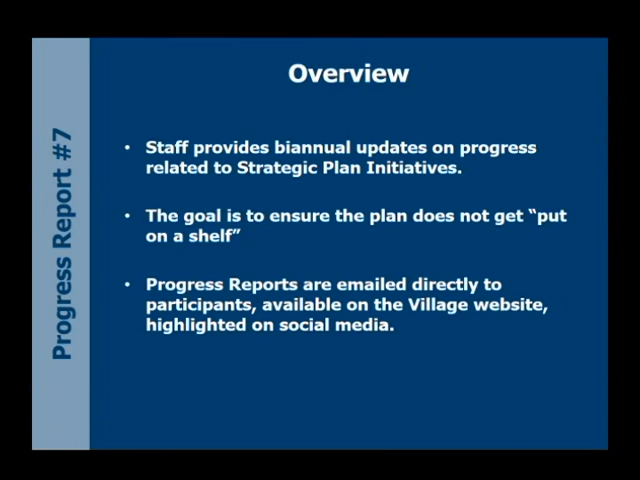 Progress Report #7
Overview
• Staff provides biannual updates on progress
related to Strategic Plan Initiatives.
• The goal is to ensure the plan does not get “put
on a shelf”
• Progress Reports are emailed directly to
participants, available on the Village website,
highlighted on social media.